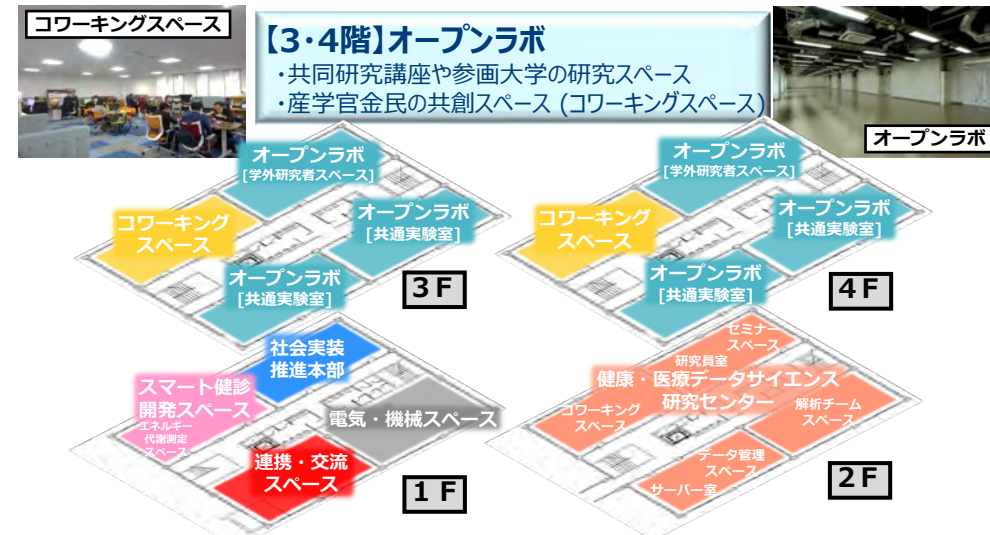 コワーキングスペース
【3・4階】オープンラボ
・共同研究講座や参画大学の研究スペース
・産学官金民の共創スペース (コワーキングスペース)
オープンラボ
オープンラボ
[学外研究者スペース]
コワーキング
スペース
オープンラボ
[共通実験室]
オープンラボ
[共通実験室]
3F
オープンラボ
[学外研究者スペース]
コワーキング
スペース
オープンラボ
[共通実験室]
オープンラボ
[共通実験室]
4F
社会実装
推進本部
スマート健診
開発スペース
エネルギー
代謝測定
スペース
電気・機械スペース
連携・交流
スペース
1F
セミナー
スペース
研究員室
健康・医療データサイエンス
研究センター
コワーキング
スペース
解析チーム
スペース
データ管理
スペース
サーバー室
2F